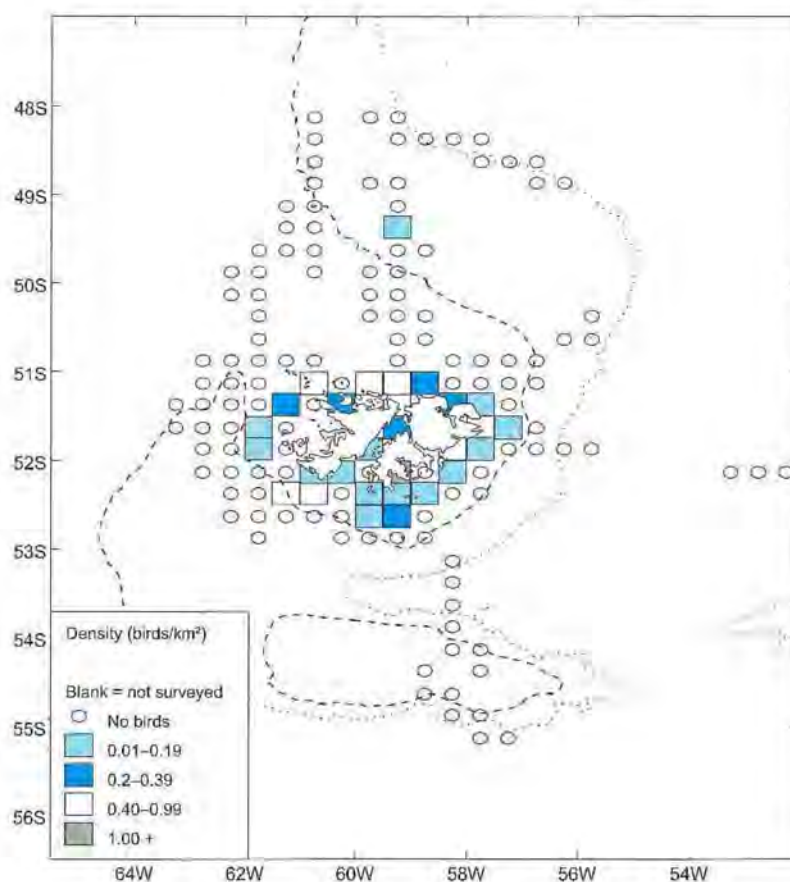 48S
49S
50S
51S
52S
53S
54S
55S
56S
Density (birds/km²)
Blank = not surveyed
No birds
0.01–0.19
0.2–0.39
0.40–0.99
1.00 +
64W 62W 60W 58W 56W 54W